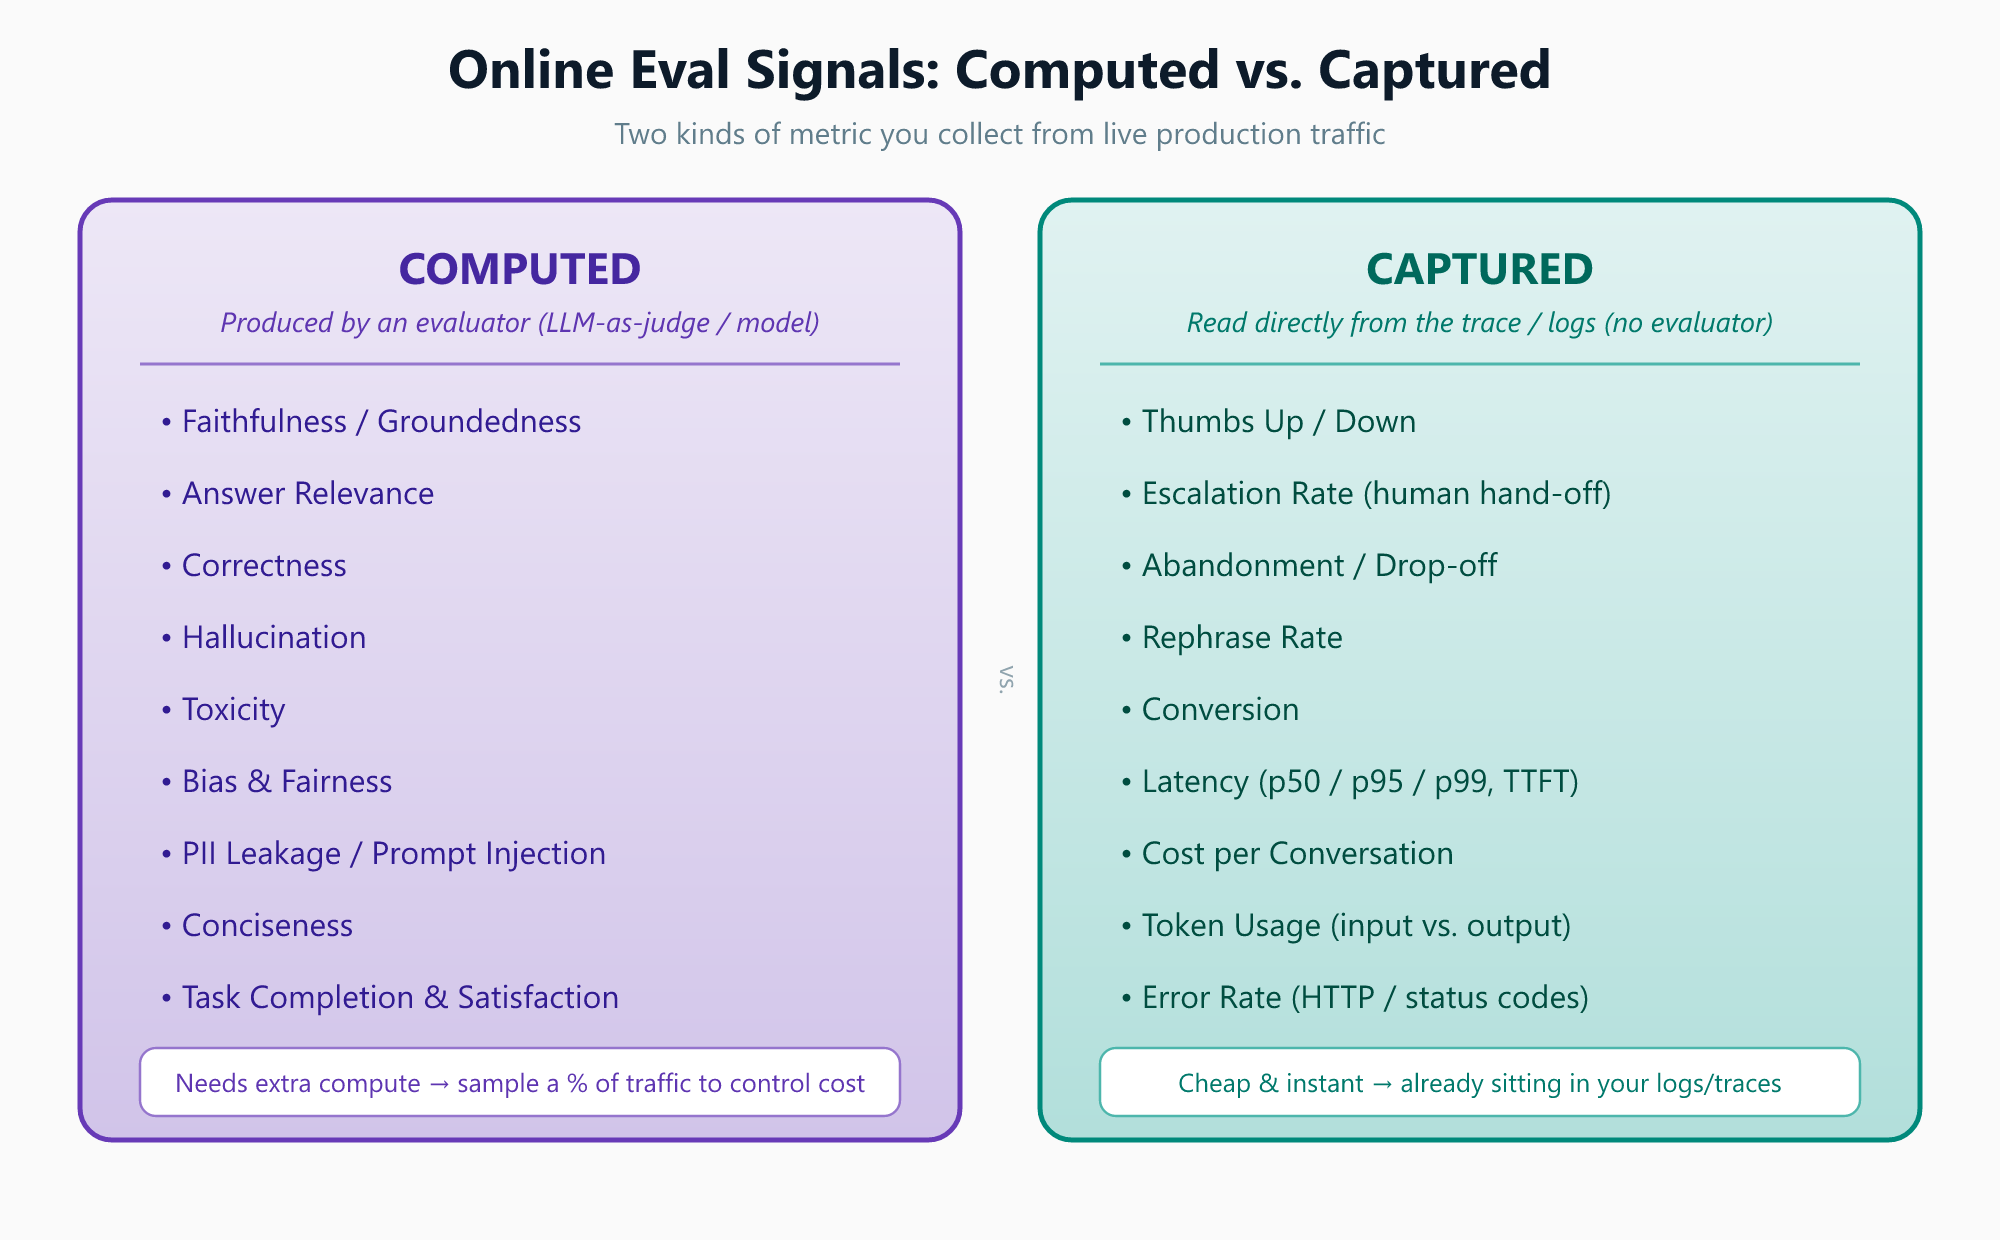 Online Eval Signals: Computed vs. Captured
Two kinds of metric you collect from live production traffic
COMPUTED
Produced by an evaluator (LLM-as-judge / model)
• Faithfulness / Groundedness
• Answer Relevance
• Correctness
• Hallucination
• Toxicity
• Bias & Fairness
• PII Leakage / Prompt Injection
• Conciseness
• Task Completion & Satisfaction
Needs extra compute → sample a % of traffic to control cost
vs.
CAPTURED
Read directly from the trace / logs (no evaluator)
• Thumbs Up / Down
• Escalation Rate (human hand-off)
• Abandonment / Drop-off
• Rephrase Rate
• Conversion
• Latency (p50 / p95 / p99, TTFT)
• Cost per Conversation
• Token Usage (input vs. output)
• Error Rate (HTTP / status codes)
Cheap & instant → already sitting in your logs/traces